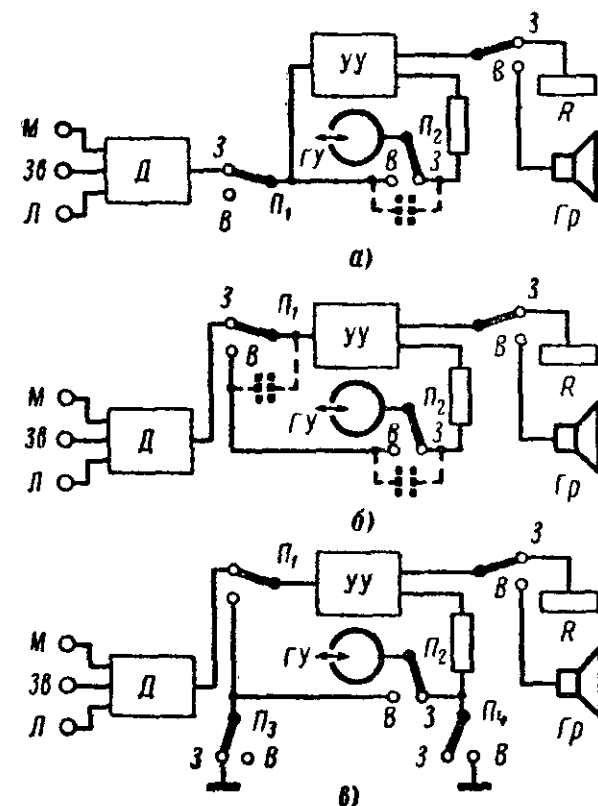 З
В
R
Гр
УУ
ГУ
П₂
В
З
М
Зв
Л
Д
З
В
П₁
а)
З
В
R
Гр
УУ
ГУ
П₂
В
З
З
П₁
В
М
Зв
Л
Д
б)
З
В
R
Гр
П₁
УУ
ГУ
П₂
В
З
П₄
З
В
М
Зв
Л
Д
П₃
З
В
в)